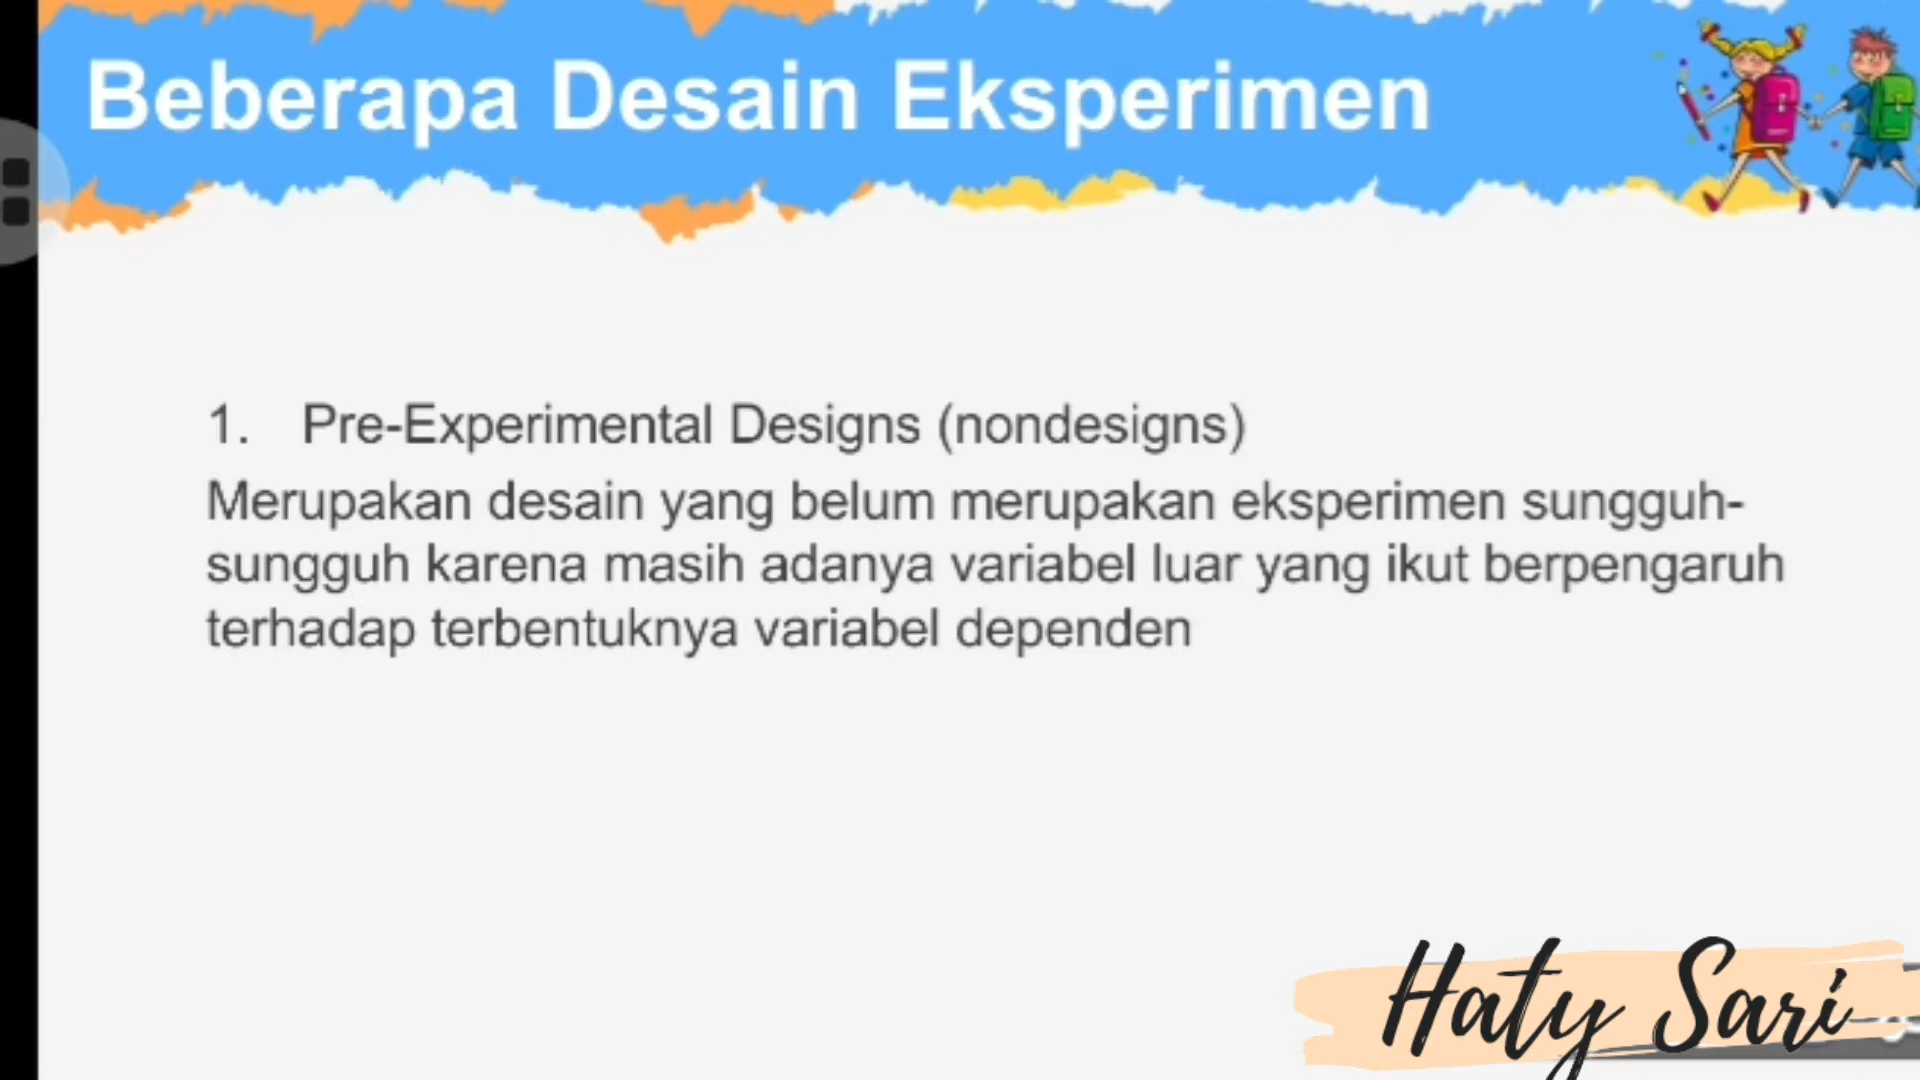 Beberapa Desain Eksperimen
1. Pre-Experimental Designs (nondesigns)
Merupakan desain yang belum merupakan eksperimen sungguh-
sungguh karena masih adanya variabel luar yang ikut berpengaruh
terhadap terbentuknya variabel dependen
Haty Sari